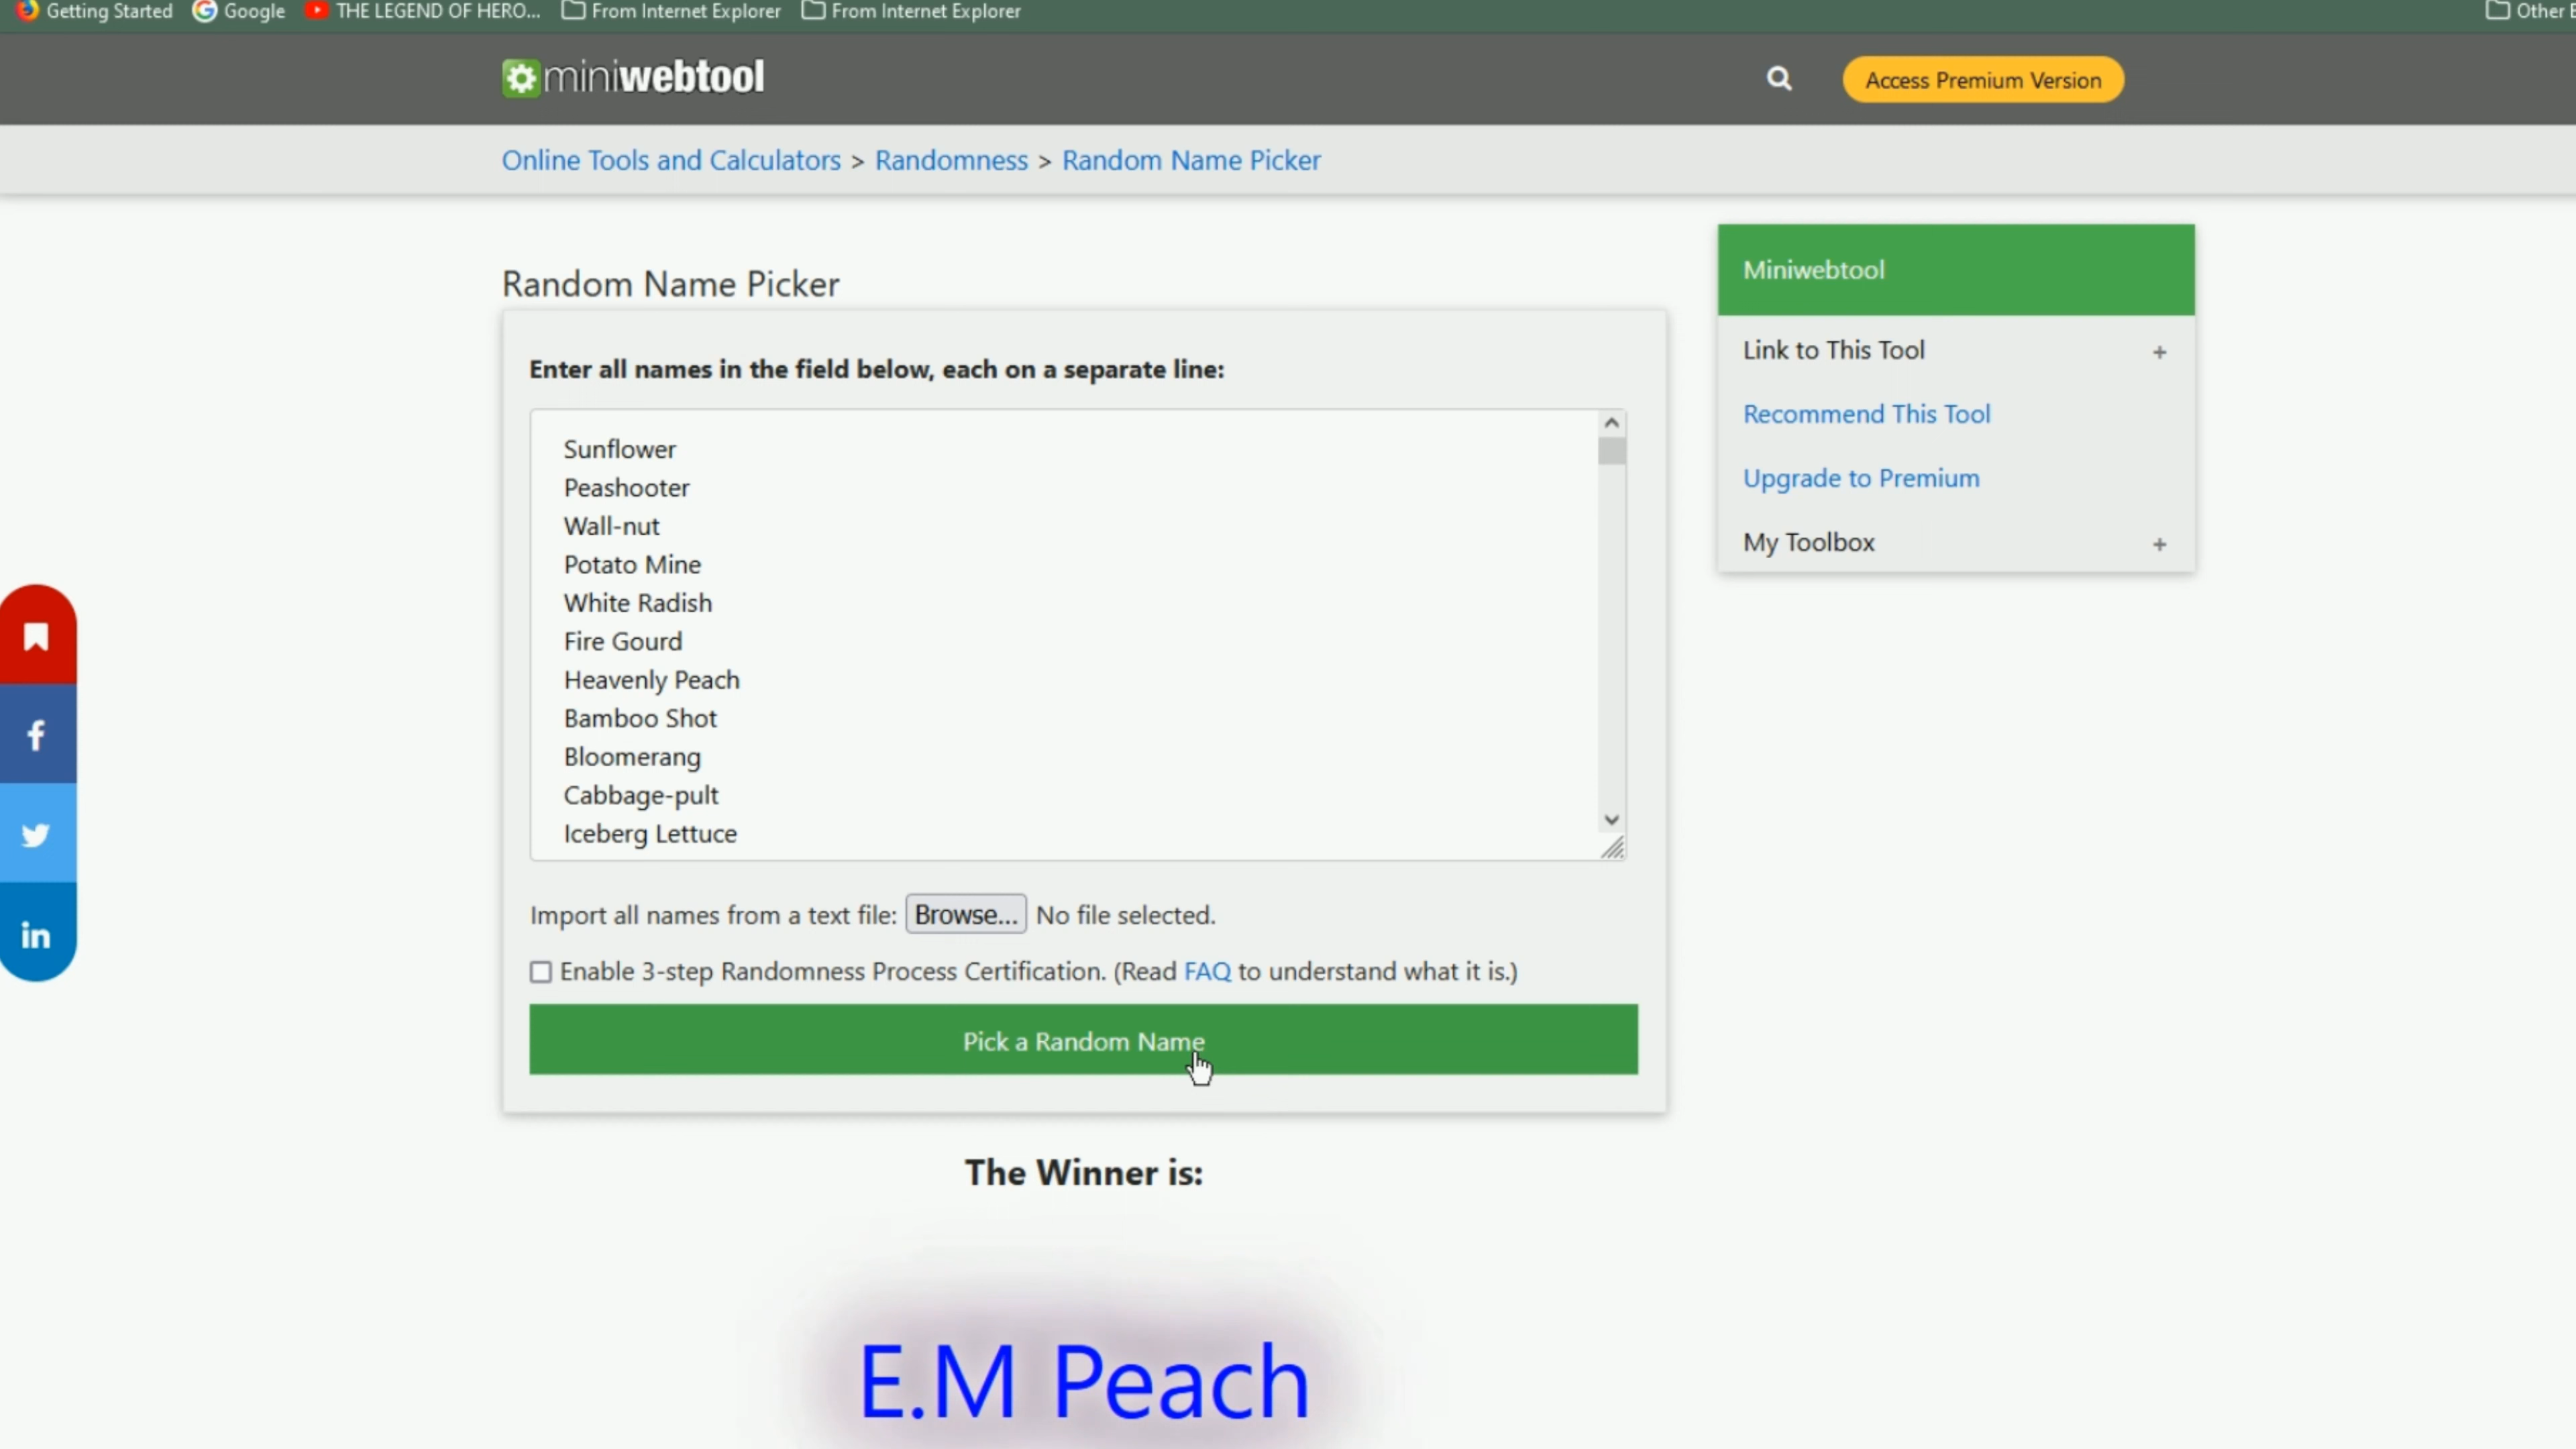 Getting Started Google THE LEGEND OF HERO... From Internet Explorer From Internet Explorer Other
miniwebtool Access Premium Version
Online Tools and Calculators > Randomness > Random Name Picker
Random Name Picker
Enter all names in the field below, each on a separate line:
Sunflower
Peashooter
Wall-nut
Potato Mine
White Radish
Fire Gourd
Heavenly Peach
Bamboo Shot
Bloomerang
Cabbage-pult
Iceberg Lettuce
Import all names from a text file: Browse... No file selected.
Enable 3-step Randomness Process Certification. (Read FAQ to understand what it is.)
Pick a Random Name
The Winner is:
E.M Peach
Miniwebtool
Link to This Tool +
Recommend This Tool
Upgrade to Premium
My Toolbox +
f
in